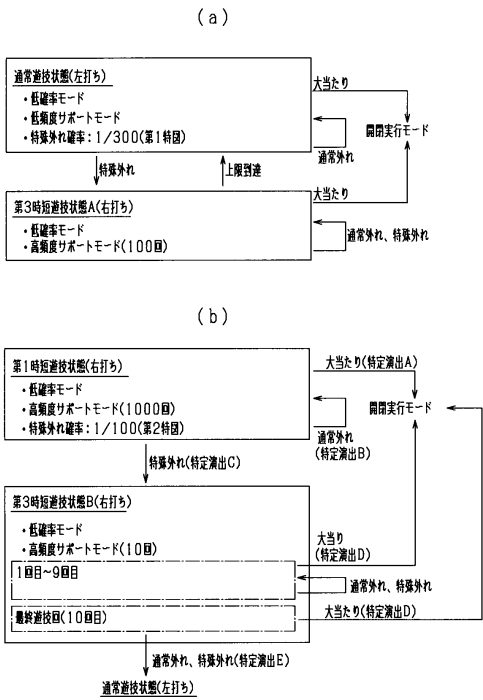 (a)
通常遊技状態(左打ち)
・低確率モード
・低頻度サポートモード
・特殊外れ確率:1/300(第1特図)
大当たり
開閉実行モード
通常外れ
特殊外れ
上限到達
第3時短遊技状態A(右打ち)
・低確率モード
・高頻度サポートモード(100回)
大当たり
通常外れ、特殊外れ
(b)
第1時短遊技状態(右打ち)
・低確率モード
・高頻度サポートモード(1000回)
・特殊外れ確率:1/100(第2特図)
大当たり(特定演出A)
開閉実行モード
通常外れ
(特定演出B)
特殊外れ(特定演出C)
第3時短遊技状態B(右打ち)
・低確率モード
・高頻度サポートモード(10回)
大当り
(特定演出D)
1回目~9回目
通常外れ、特殊外れ
最終遊技回(10回目)
大当たり(特定演出D)
通常外れ、特殊外れ(特定演出E)
通常遊技状態(左打ち)